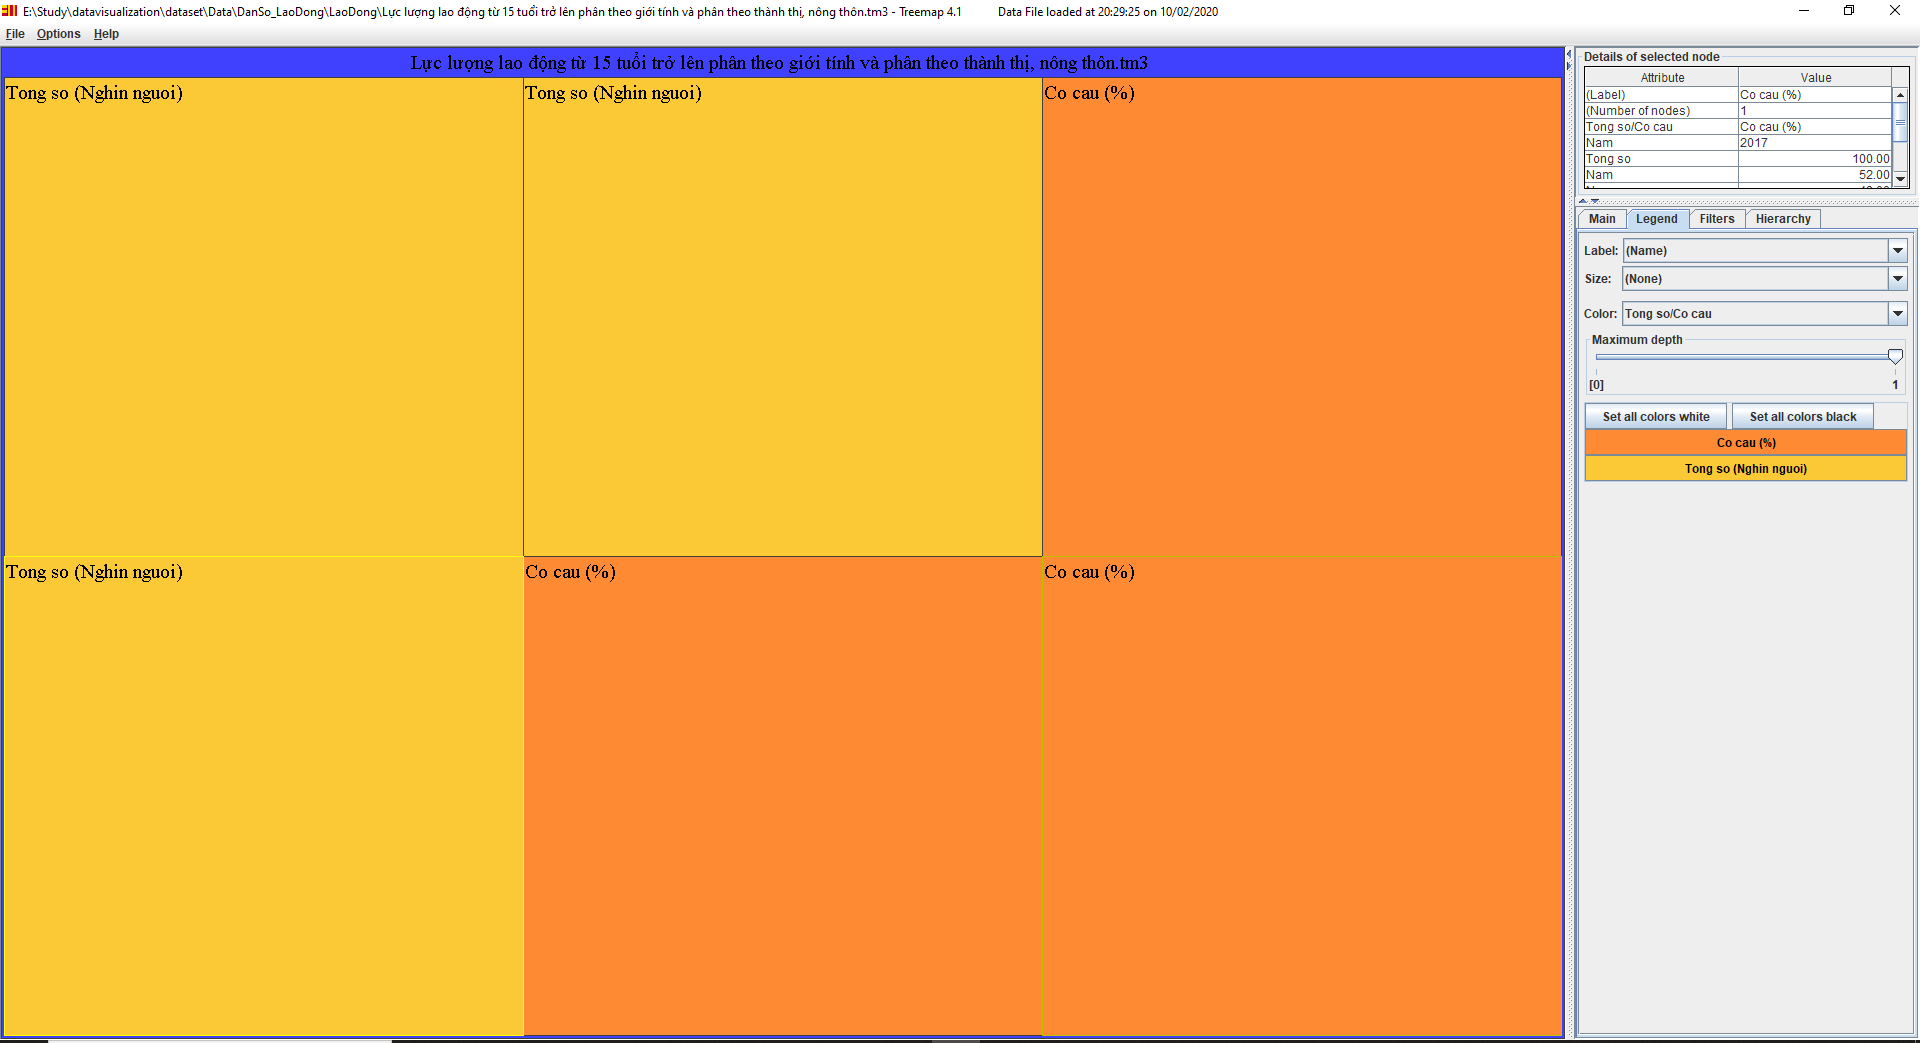 E:\Study\datavisualization\dataset\Data\DanSo_LaoDong\LaoDong\Lực lượng lao động từ 15 tuổi trở lên phân theo giới tính và phân theo thành thị, nông thôn.tm3 - Treemap 4.1 Data File loaded at 20:29:25 on 10/02/2020
File Options Help
Lực lượng lao động từ 15 tuổi trở lên phân theo giới tính và phân theo thành thị, nông thôn.tm3
Tong so (Nghin nguoi) Tong so (Nghin nguoi) Co cau (%)
Tong so (Nghin nguoi) Co cau (%) Co cau (%)
Details of selected node
Attribute Value
(Label) Co cau (%)
(Number of nodes) 1
Tong so/Co cau Co cau (%)
Nam 2017
Tong so 100.00
Nam 52.00
Main Legend Filters Hierarchy
Label: (Name)
Size: (None)
Color: Tong so/Co cau
Maximum depth
[0] 1
Set all colors white Set all colors black
Co cau (%)
Tong so (Nghin nguoi)